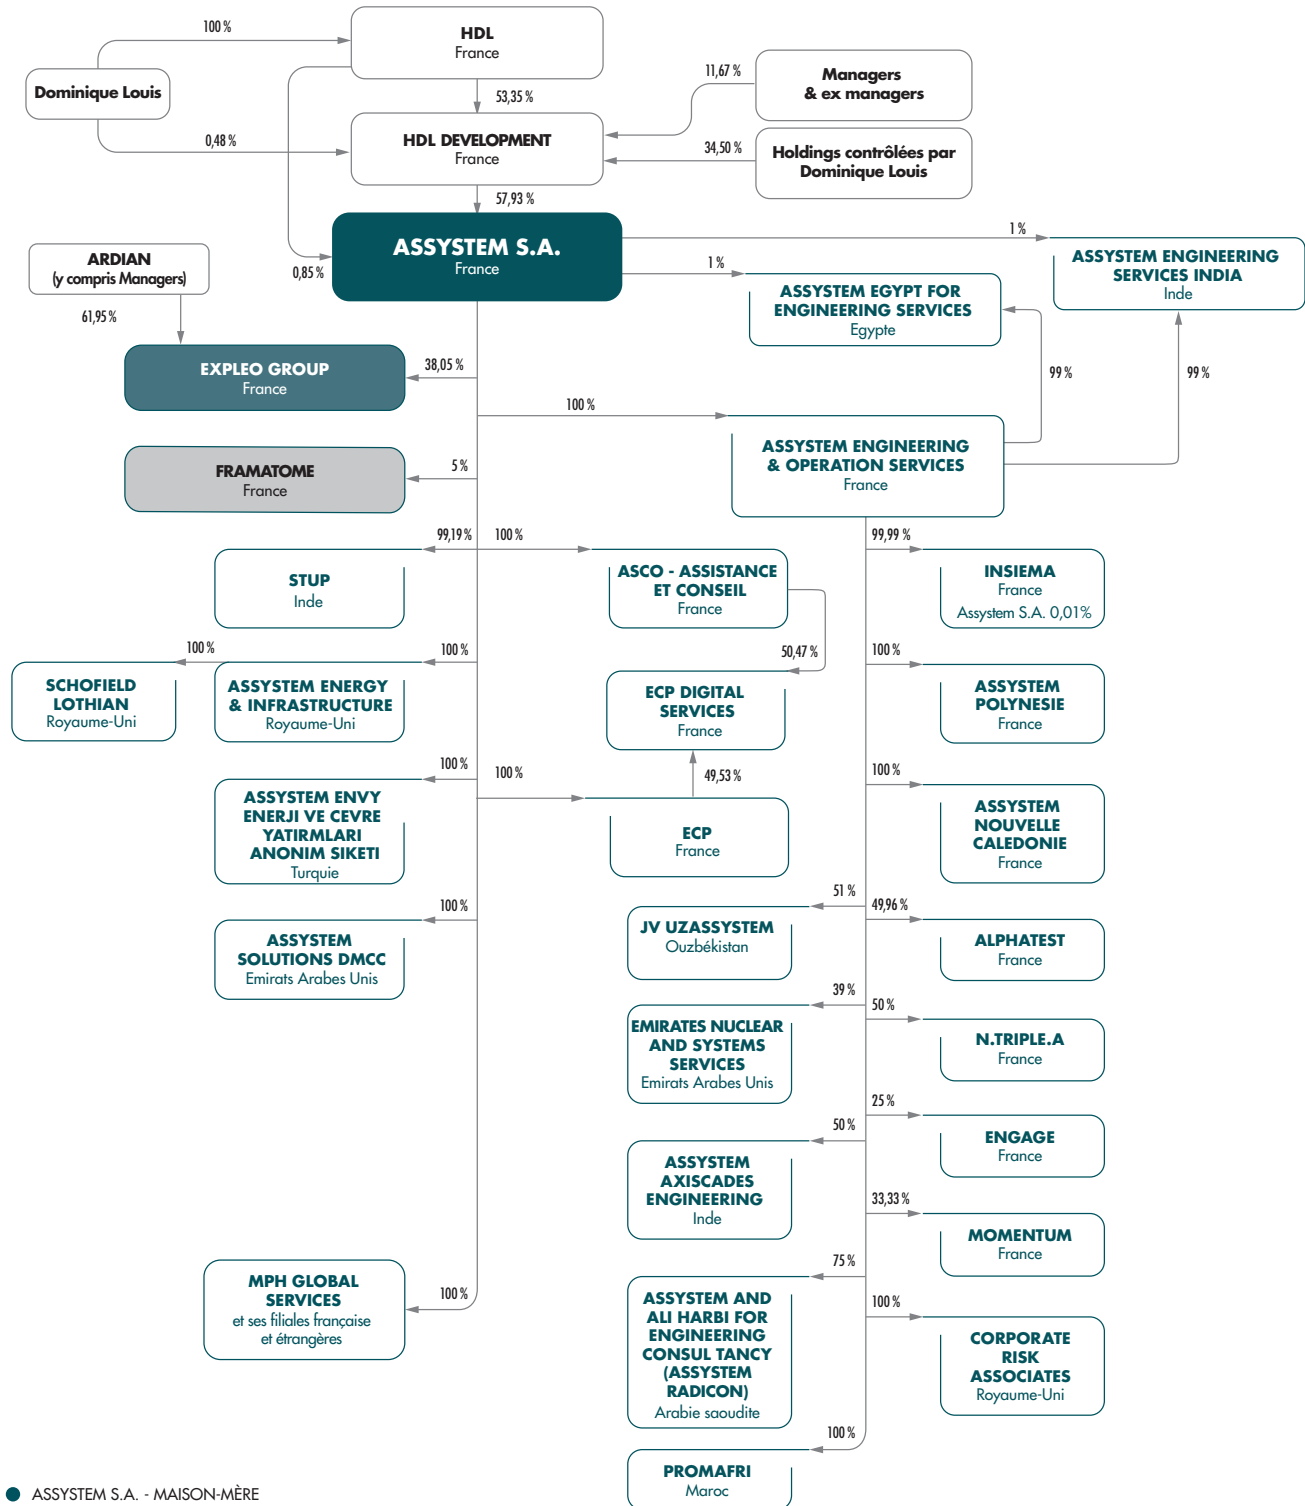 100 %
HDL
France
Dominique Louis
53,35 %
11,67 %
Managers
& ex managers
0,48 %
HDL DEVELOPMENT
France
34,50 %
Holdings contrôlées par
Dominique Louis
57,93 %
ASSYSTEM S.A.
France
0,85 %
1 %
ASSYSTEM ENGINEERING
SERVICES INDIA
Inde
1 %
ASSYSTEM EGYPT FOR
ENGINEERING SERVICES
Egypte
ARDIAN
(y compris Managers)
61,95 %
EXPLEO GROUP
France
38,05 %
99 %
99 %
100 %
ASSYSTEM ENGINEERING
& OPERATION SERVICES
France
FRAMATOME
France
5 %
99,19 %
STUP
Inde
100 %
ASCO - ASSISTANCE
ET CONSEIL
France
99,99 %
INSIEMA
France
Assystem S.A. 0,01%
100 %
SCHOFIELD
LOTHIAN
Royaume-Uni
100 %
ASSYSTEM ENERGY
& INFRASTRUCTURE
Royaume-Uni
50,47 %
ECP DIGITAL
SERVICES
France
100 %
ASSYSTEM
POLYNESIE
France
100 %
ASSYSTEM ENVY
ENERJI VE CEVRE
YATIRMLARI
ANONIM SIKETI
Turquie
100 %
49,53 %
ECP
France
100 %
ASSYSTEM
NOUVELLE
CALEDONIE
France
100 %
ASSYSTEM
SOLUTIONS DMCC
Emirats Arabes Unis
51 %
JV UZASSYSTEM
Ouzbékistan
49,96 %
ALPHATEST
France
39 %
EMIRATES NUCLEAR
AND SYSTEMS
SERVICES
Emirats Arabes Unis
50 %
N.TRIPLE.A
France
25 %
ENGAGE
France
50 %
ASSYSTEM
AXISCADES
ENGINEERING
Inde
33,33 %
MOMENTUM
France
MPH GLOBAL
SERVICES
et ses filiales française
et étrangères
100 %
75 %
ASSYSTEM AND
ALI HARBI FOR
ENGINEERING
CONSUL TANCY
(ASSYSTEM
RADICON)
Arabie saoudite
100 %
CORPORATE
RISK
ASSOCIATES
Royaume-Uni
100 %
PROMAFRI
Maroc
ASSYSTEM S.A. - MAISON-MÈRE